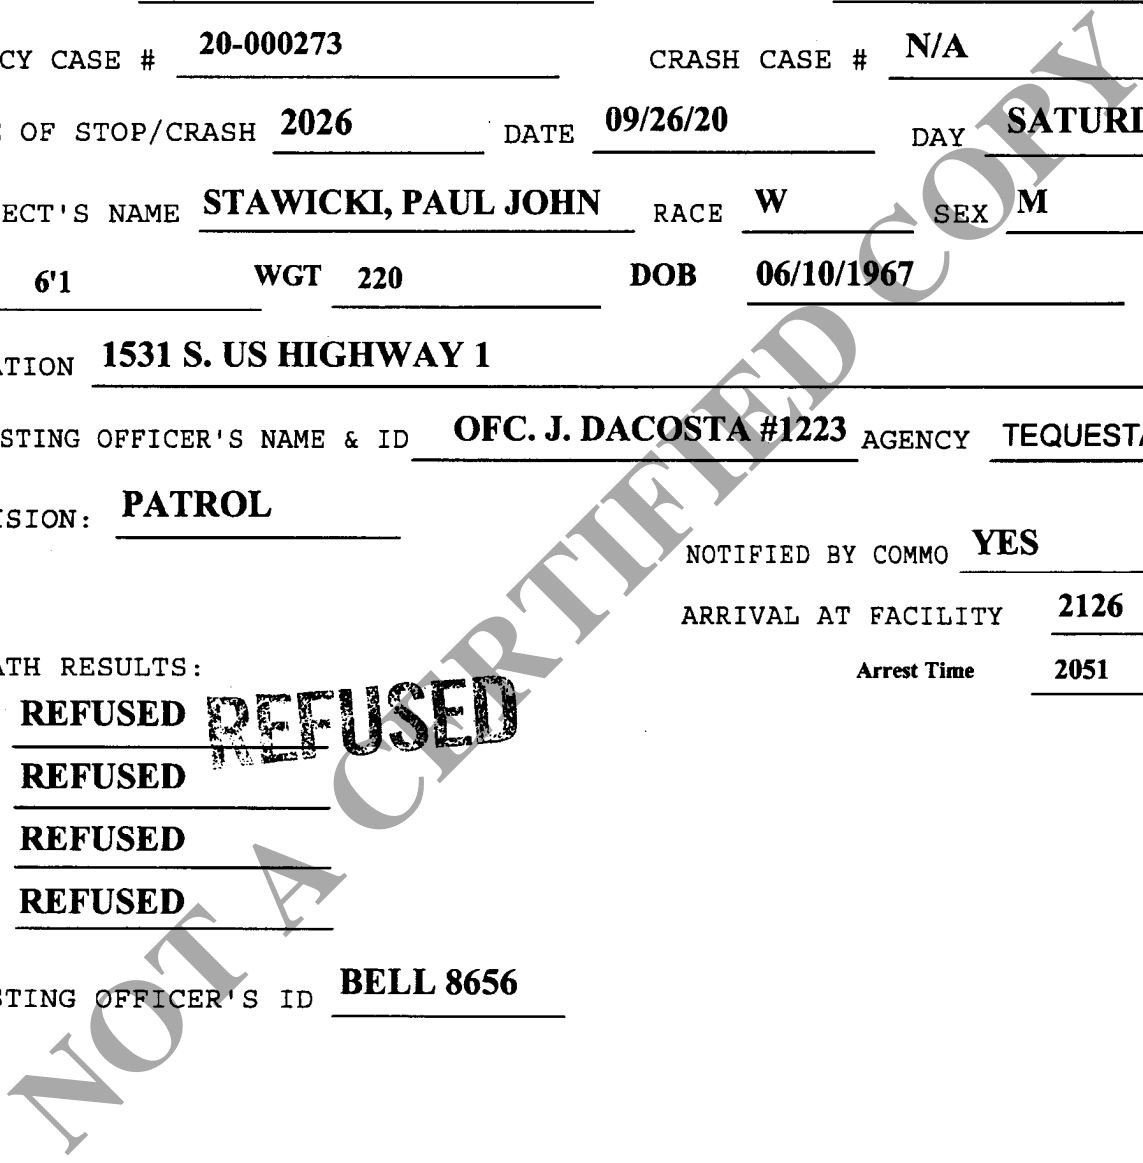 CY CASE # 20-000273 CRASH CASE # N/A
OF STOP/CRASH 2026 DATE 09/26/20 DAY SATURD
ECT'S NAME STAWICKI, PAUL JOHN RACE W SEX M
6'1 WGT 220 DOB 06/10/1967
ATION 1531 S. US HIGHWAY 1
STING OFFICER'S NAME & ID OFC. J. DACOSTA #1223 AGENCY TEQUESTA
ISION: PATROL
NOTIFIED BY COMMO YES
ARRIVAL AT FACILITY 2126
ATH RESULTS:
Arrest Time 2051
REFUSED REFUSED
REFUSED
REFUSED
REFUSED
STING OFFICER'S ID BELL 8656
NOT A CERTIFIED COPY